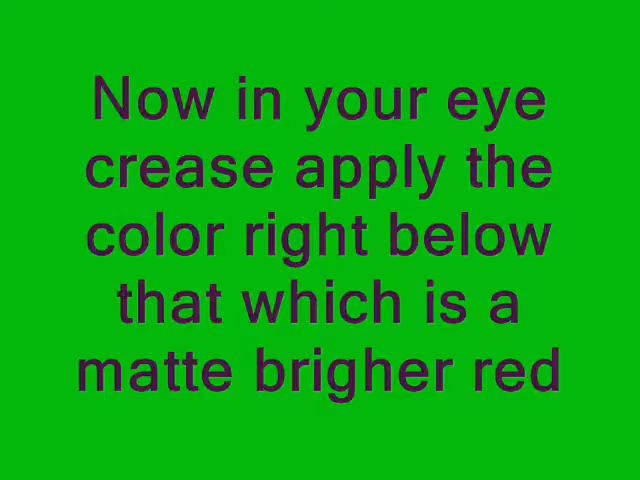 Now in your eye
crease apply the
color right below
that which is a
matte brigher red